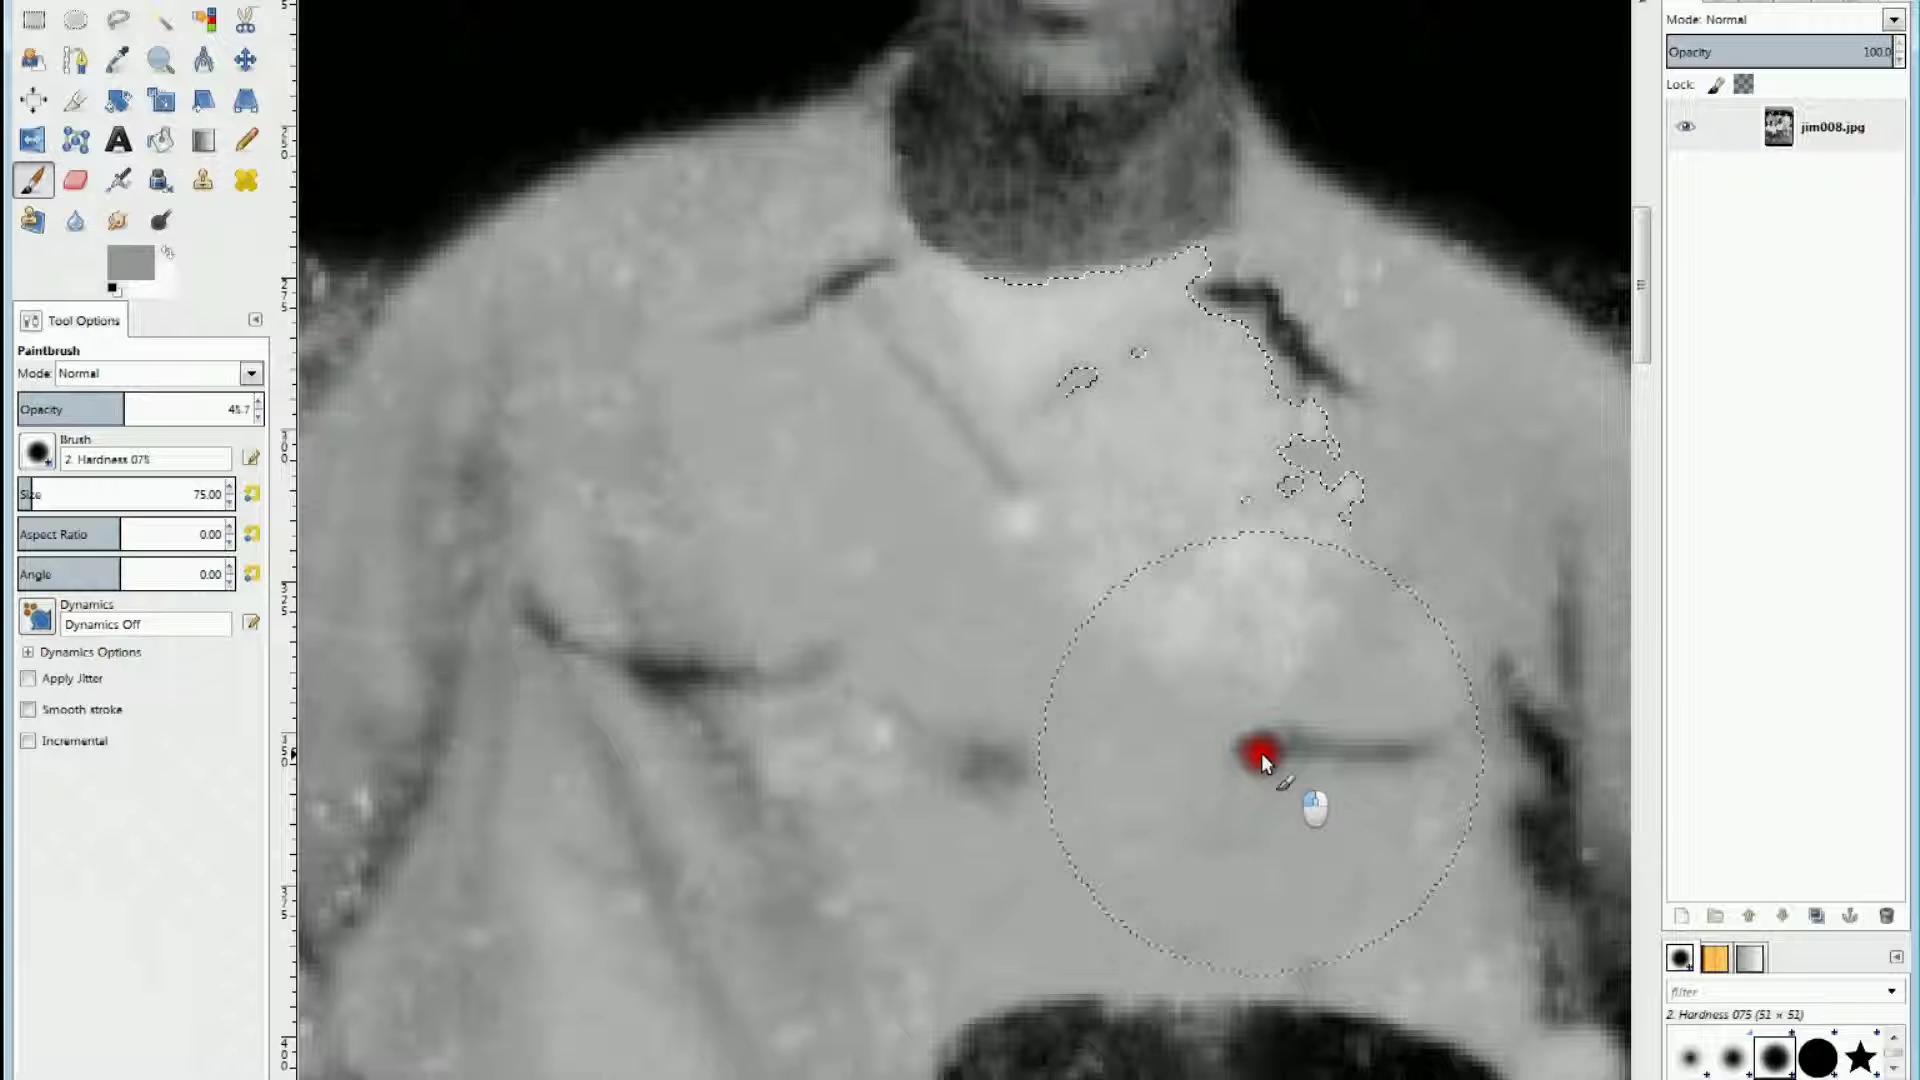 Mode: Normal
Opacity 100.0
Lock:
jim008.jpg
Tool Options
Paintbrush
Mode: Normal
Opacity 45.7
Brush
2. Hardness 075
Size 75.00
Aspect Ratio 0.00
Angle 0.00
Dynamics
Dynamics Off
Dynamics Options
Apply Jitter
Smooth stroke
Incremental
filter
2. Hardness 075 (51 × 51)